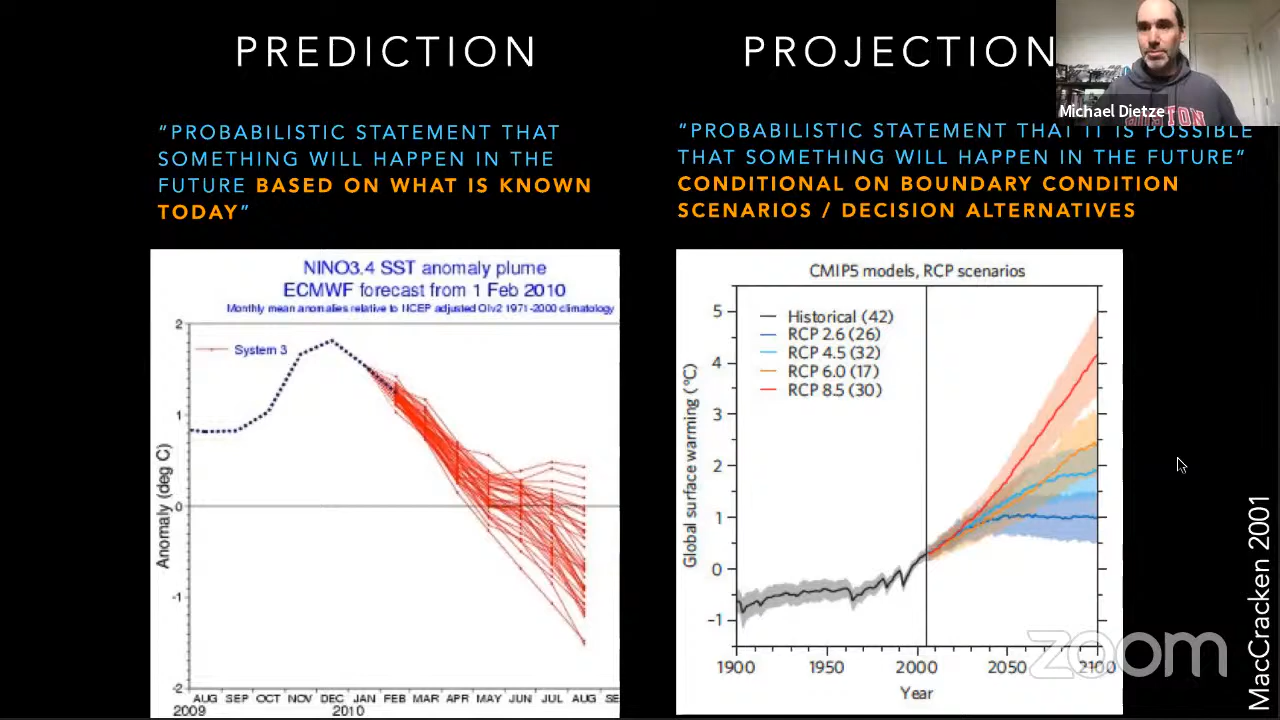 PREDICTION
"PROBABILISTIC STATEMENT THAT
SOMETHING WILL HAPPEN IN THE
FUTURE BASED ON WHAT IS KNOWN
TODAY"
NINO3.4 SST anomaly plume
ECMWF forecast from 1 Feb 2010
Monthly mean anomalies relative to NCEP adjusted OIv2 1971-2000 climatology
System 3
Anomaly (deg C)
2
1
0
-1
-2
AUG SEP OCT NOV DEC JAN FEB MAR APR MAY JUN JUL AUG SE
2009 2010
PROJECTION
Michael Dietze
"PROBABILISTIC STATEMENT THAT IT IS POSSIBLE
THAT SOMETHING WILL HAPPEN IN THE FUTURE"
CONDITIONAL ON BOUNDARY CONDITION
SCENARIOS / DECISION ALTERNATIVES
CMIP5 models, RCP scenarios
Historical (42)
RCP 2.6 (26)
RCP 4.5 (32)
RCP 6.0 (17)
RCP 8.5 (30)
Global surface warming (°C)
5
4
3
2
1
0
-1
1900 1950 2000 2050 2100
Year
MacCracken 2001
zoom